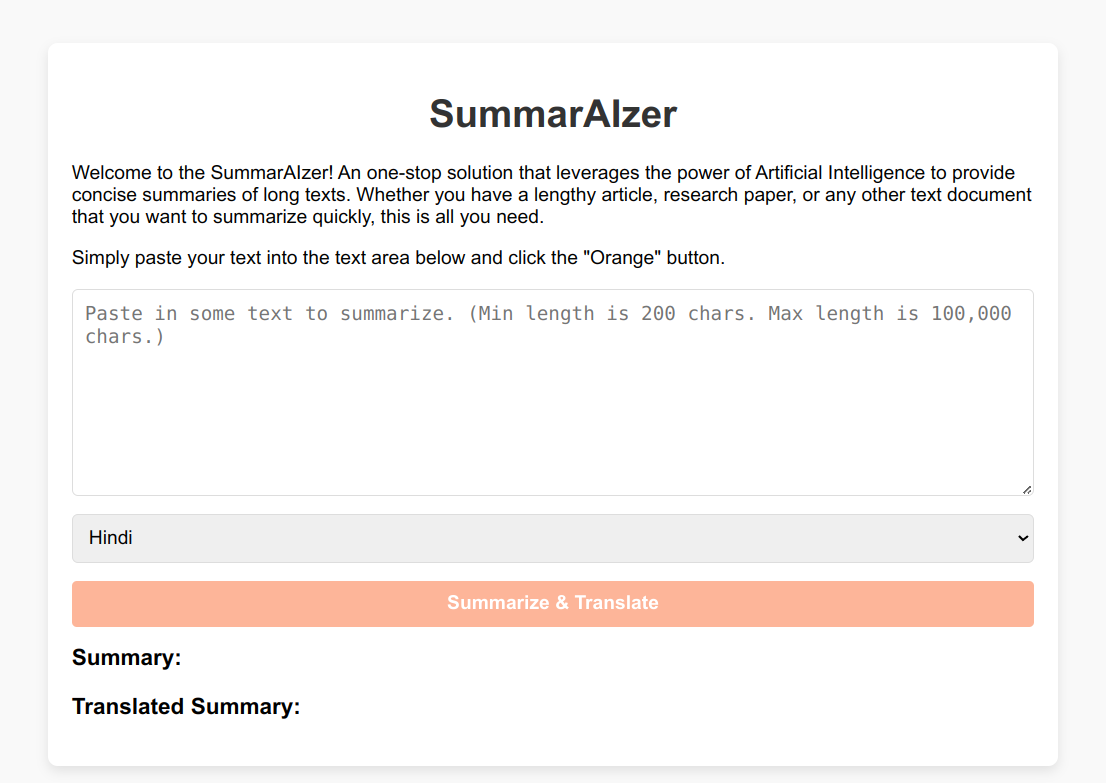 SummarAIzer
Welcome to the SummarAIzer! An one-stop solution that leverages the power of Artificial Intelligence to provide
concise summaries of long texts. Whether you have a lengthy article, research paper, or any other text document
that you want to summarize quickly, this is all you need.
Simply paste your text into the text area below and click the "Orange" button.
Paste in some text to summarize. (Min length is 200 chars. Max length is 100,000
chars.)
Hindi
Summarize & Translate
Summary:
Translated Summary: